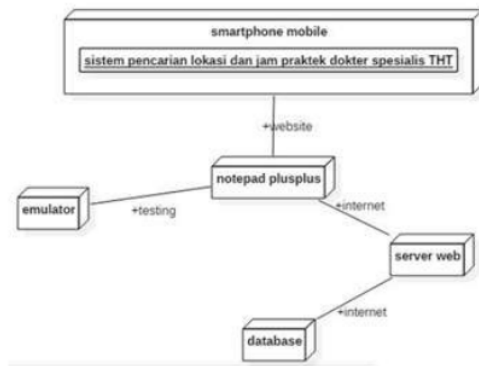 smartphone mobile
sistem pencarian lokasi dan jam praktek dokter spesialis THT
+website
notepad plusplus
emulator
+testing
+internet
server web
+internet
database